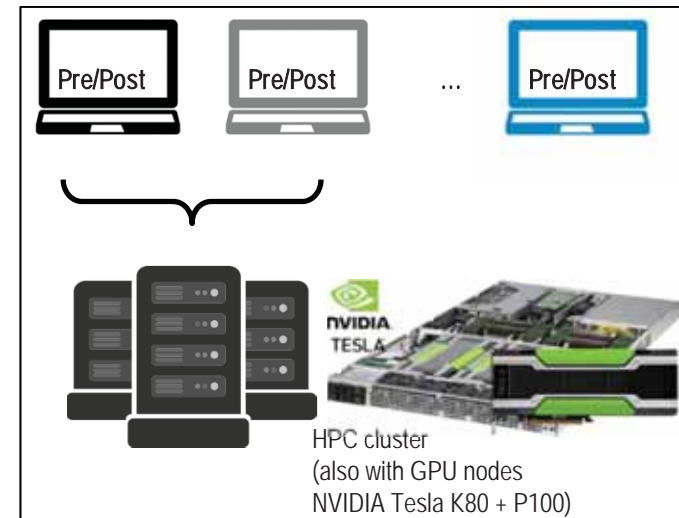 Pre/Post
Pre/Post
...
Pre/Post
NVIDIA
TESLA
HPC cluster
(also with GPU nodes
NVIDIA Tesla K80 + P100)